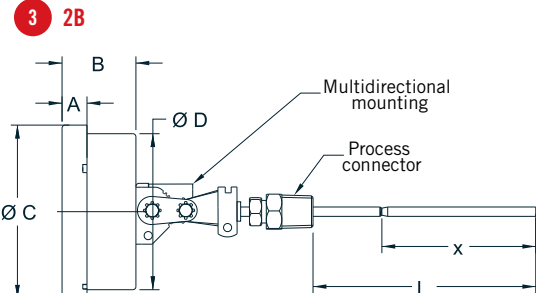 3 2B
B
A
Ø D
Multidirectional
mounting
Process
connector
Ø C
x
L